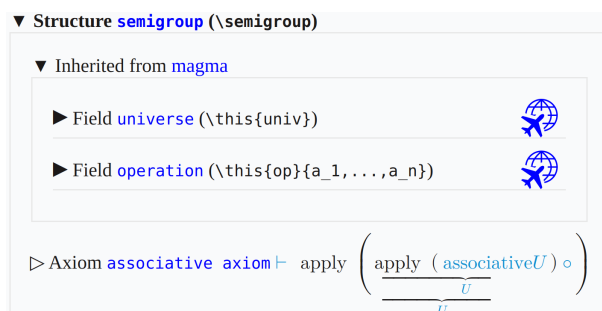 ▼ Structure semigroup (\semigroup)
▼ Inherited from magma
▶ Field universe (\this{univ})
▶ Field operation (\this{op}{a_1,...,a_n})
▷ Axiom associative axiom ⊢ apply ( apply ( associativeU ) ∘ )
U
U